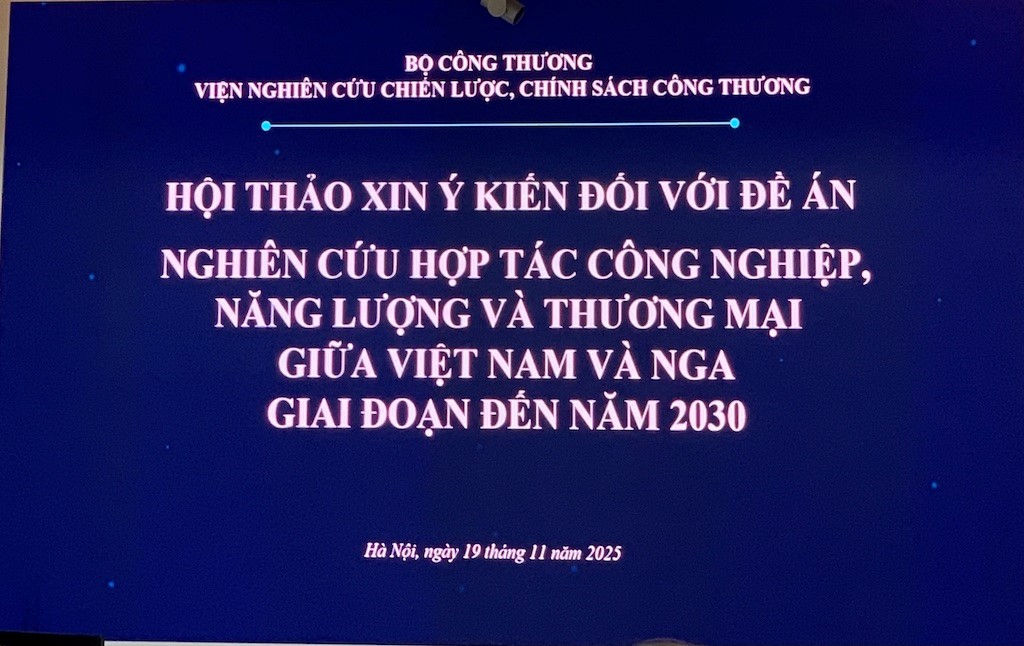 BỘ CÔNG THƯƠNG
VIỆN NGHIÊN CỨU CHIẾN LƯỢC, CHÍNH SÁCH CÔNG THƯƠNG
HỘI THẢO XIN Ý KIẾN ĐỐI VỚI ĐỀ ÁN
NGHIÊN CỨU HỢP TÁC CÔNG NGHIỆP,
NĂNG LƯỢNG VÀ THƯƠNG MẠI
GIỮA VIỆT NAM VÀ NGA
GIAI ĐOẠN ĐẾN NĂM 2030
Hà Nội, ngày 19 tháng 11 năm 2025